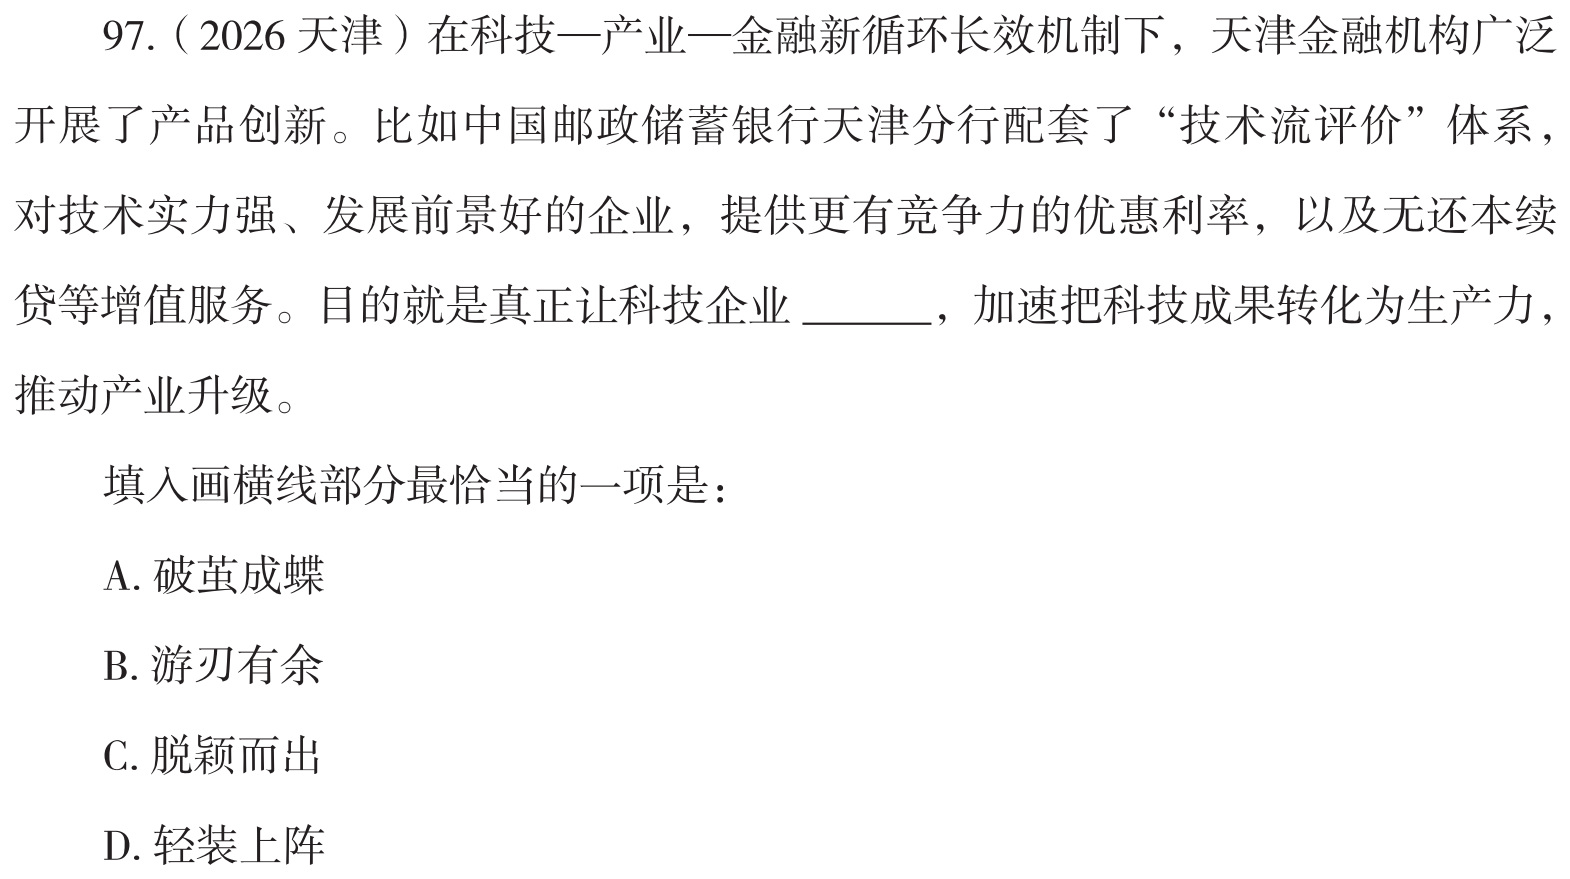 97.（2026 天津）在科技—产业—金融新循环长效机制下，天津金融机构广泛
开展了产品创新。比如中国邮政储蓄银行天津分行配套了“技术流评价”体系，
对技术实力强、发展前景好的企业，提供更有竞争力的优惠利率，以及无还本续
贷等增值服务。目的就是真正让科技企业 ______，加速把科技成果转化为生产力，
推动产业升级。
填入画横线部分最恰当的一项是：
A. 破茧成蝶
B. 游刃有余
C. 脱颖而出
D. 轻装上阵